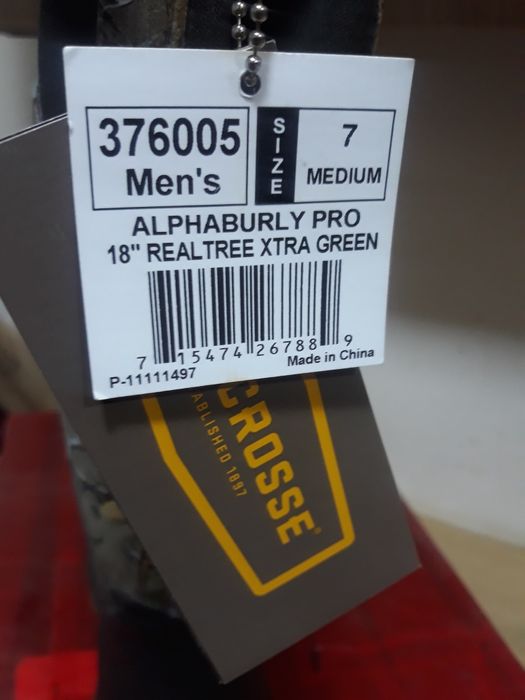 376005
Men's
SIZE
7
MEDIUM
ALPHABURLY PRO
18" REALTREE XTRA GREEN
7 15474 26788 9
P-11111497
Made in China
CROSSE
ABLISHED 1897